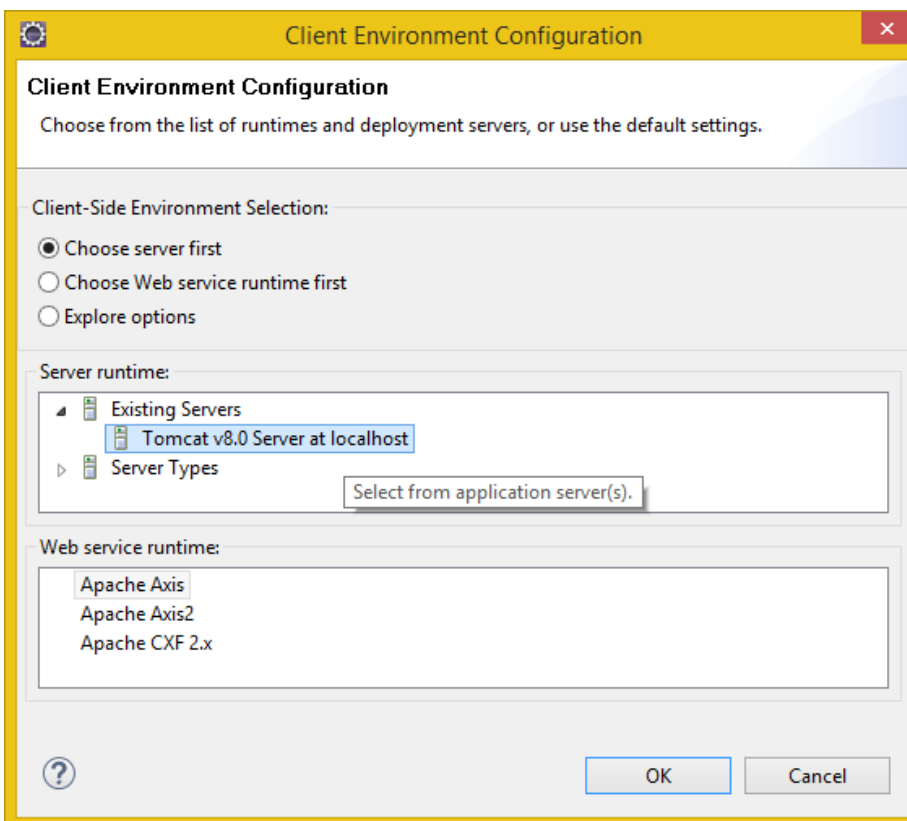 Client Environment Configuration
Client Environment Configuration
Choose from the list of runtimes and deployment servers, or use the default settings.
Client-Side Environment Selection:
Choose server first
Choose Web service runtime first
Explore options
Server runtime:
Existing Servers
Tomcat v8.0 Server at localhost
Server Types
Select from application server(s).
Web service runtime:
Apache Axis
Apache Axis2
Apache CXF 2.x
OK Cancel